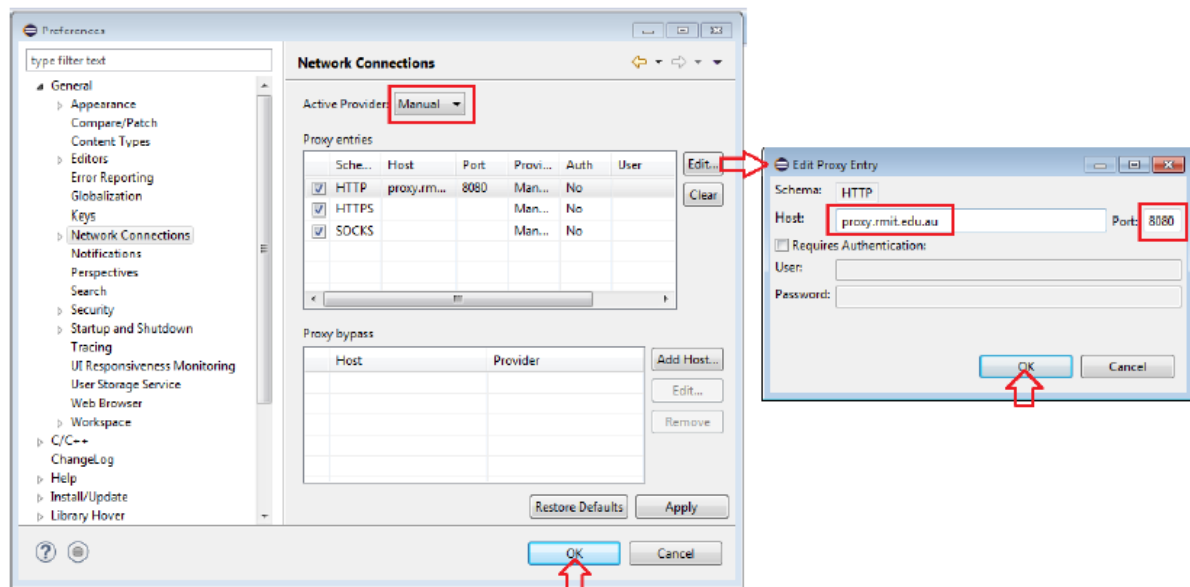 Preferences
type filter text
General
Appearance
Compare/Patch
Content Types
Editors
Error Reporting
Globalization
Keys
Network Connections
Notifications
Perspectives
Search
Security
Startup and Shutdown
Tracing
UI Responsiveness Monitoring
User Storage Service
Web Browser
Workspace
C/C++
ChangeLog
Help
Install/Update
Library Hover
Network Connections
Active Provider: Manual
Proxy entries
Sche... Host Port Provi... Auth User
HTTP proxy.rm... 8080 Man... No
HTTPS Man... No
SOCKS Man... No
Edit...
Clear
Proxy bypass
Host Provider
Add Host...
Edit...
Remove
Restore Defaults Apply
OK Cancel
Edit Proxy Entry
Schema: HTTP
Host: proxy.rmit.edu.au Port: 8080
Requires Authentication:
User:
Password:
OK Cancel